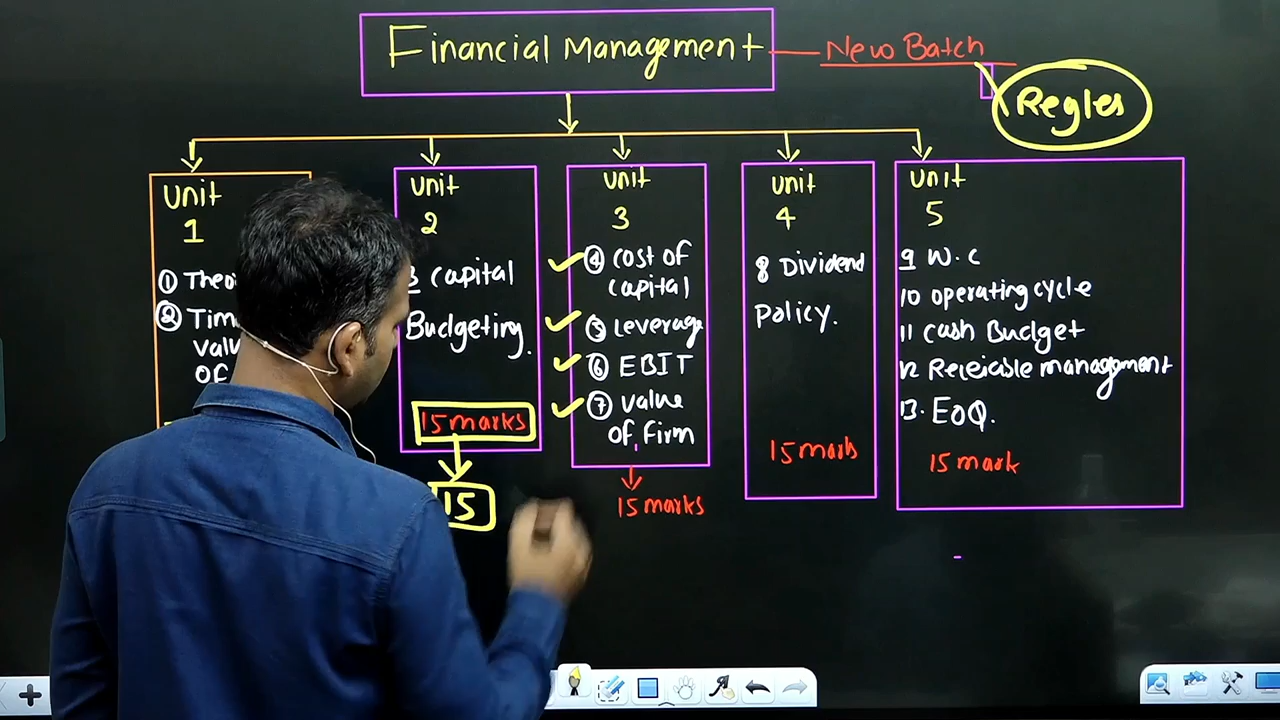 Financial Management
New Batch
Regler
Unit
1
① Theo
② Tim
Valu
OF
Unit
2
3 Capital
Budgeting.
15 marks
15
Unit
3
④ Cost of
Capital
⑤ Leverage
⑥ EBIT
⑦ Value
of Firm
15 marks
Unit
4
8 Dividend
Policy.
15 mark
Unit
5
9 W.C
10 Operating cycle
11 Cash Budget
12 management
13. EOQ.
15 mark